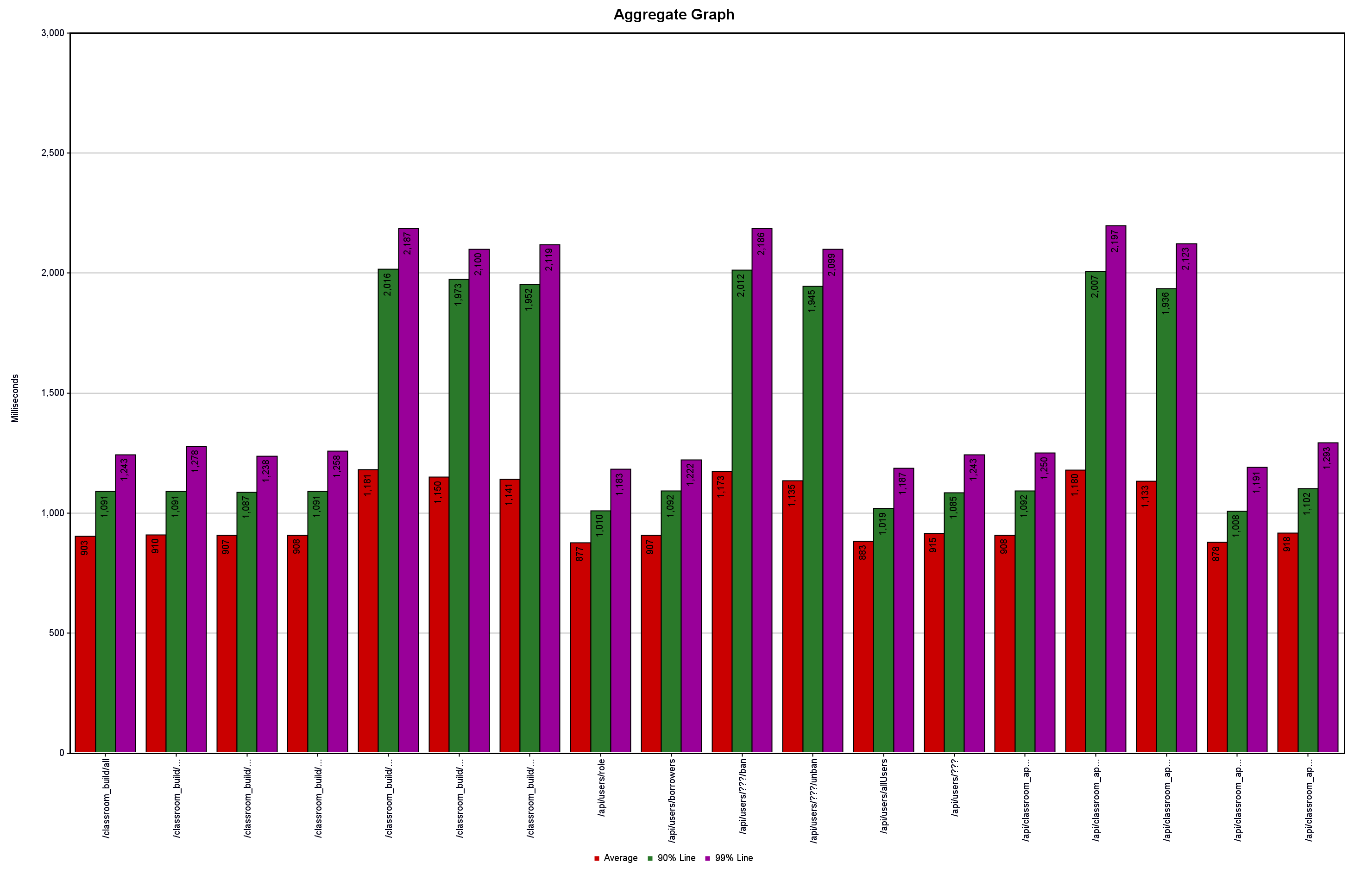 Aggregate Graph
3,000
2,500
2,000
1,500
1,000
500
0
Milliseconds
903
1,091
1,243
910
1,091
1,278
907
1,087
1,238
1,091
1,181
2,016
2,187
1,150
1,973
2,100
1,141
1,952
2,119
877
1,010
1,183
907
1,092
1,222
1,173
2,012
2,186
1,135
1,945
2,099
883
1,019
1,187
915
1,085
1,243
908
1,092
1,250
1,180
2,007
2,197
1,133
1,936
2,123
878
1,008
1,191
918
1,102
1,293
/classroom_build/all
/classroom_build/...
/classroom_build/...
/classroom_build/...
/classroom_build/...
/classroom_build/...
/classroom_build/...
/api/users/role
/api/users/borrowers
/api/users/???/ban
/api/users/???/unban
/api/users/allUsers
/api/users/???
/api/classroom_ap...
/api/classroom_ap...
/api/classroom_ap...
/api/classroom_ap...
/api/classroom_ap...
Average
90% Line
99% Line